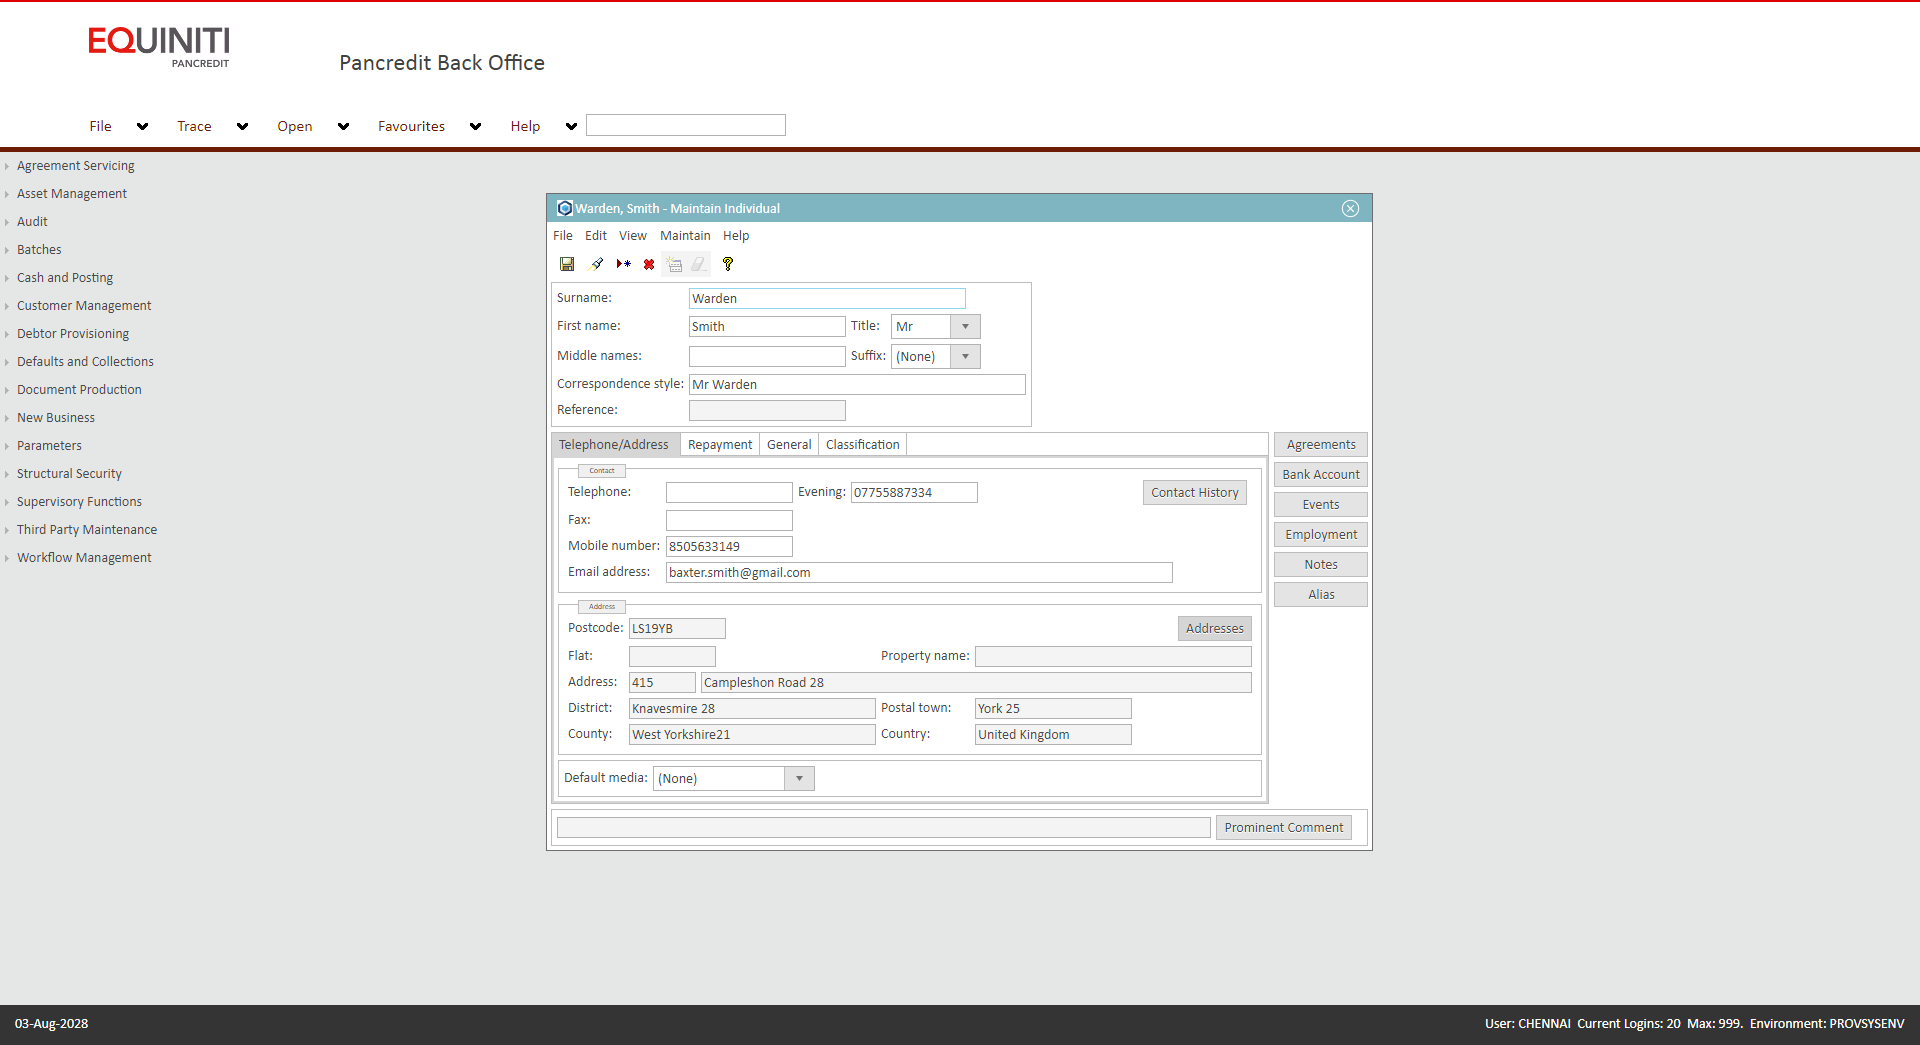 EQUINITI
PANCREDIT
Pancredit Back Office
File Trace Open Favourites Help
Agreement Servicing
Asset Management
Audit
Batches
Cash and Posting
Customer Management
Debtor Provisioning
Defaults and Collections
Document Production
New Business
Parameters
Structural Security
Supervisory Functions
Third Party Maintenance
Workflow Management
Warden, Smith - Maintain Individual
File Edit View Maintain Help
Surname: Warden
First name: Smith Title: Mr
Middle names: Suffix: (None)
Correspondence style: Mr Warden
Reference:
Telephone/Address Repayment General Classification
Contact
Telephone: Evening: 07755887334 Contact History
Fax:
Mobile number: 8505633149
Email address: baxter.smith@gmail.com
Address
Postcode: LS19YB Addresses
Flat: Property name:
Address: 415 Campleshon Road 28
District: Knavesmire 28 Postal town: York 25
County: West Yorkshire21 Country: United Kingdom
Default media: (None)
Agreements
Bank Account
Events
Employment
Notes
Alias
Prominent Comment
03-Aug-2028 User: CHENNAI Current Logins: 20 Max: 999. Environment: PROVSYSENV